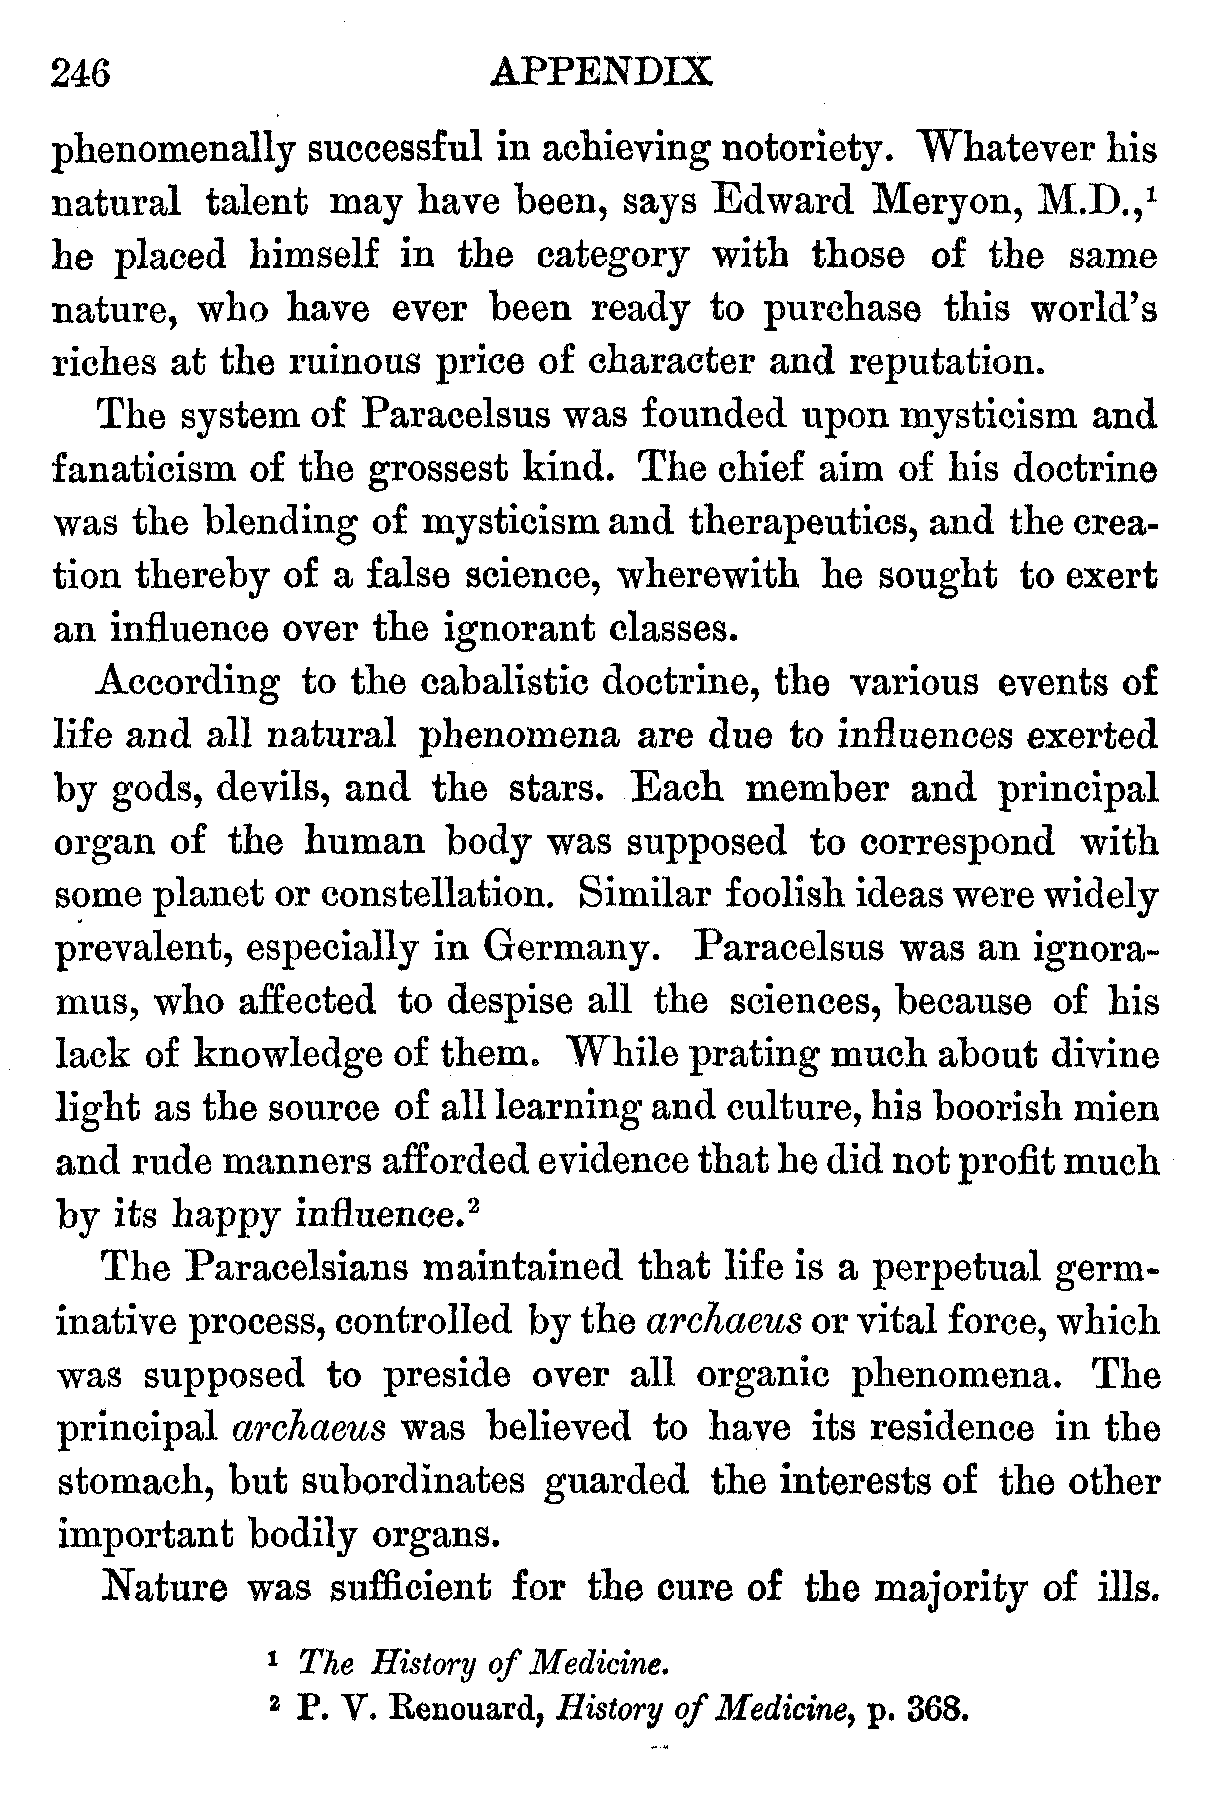 246 APPENDIX
phenomenally successful in achieving notoriety. Whatever his
natural talent may have been, says Edward Meryon, M.D.,¹
he placed himself in the category with those of the same
nature, who have ever been ready to purchase this world's
riches at the ruinous price of character and reputation.
The system of Paracelsus was founded upon mysticism and
fanaticism of the grossest kind. The chief aim of his doctrine
was the blending of mysticism and therapeutics, and the crea-
tion thereby of a false science, wherewith he sought to exert
an influence over the ignorant classes.
According to the cabalistic doctrine, the various events of
life and all natural phenomena are due to influences exerted
by gods, devils, and the stars. Each member and principal
organ of the human body was supposed to correspond with
some planet or constellation. Similar foolish ideas were widely
prevalent, especially in Germany. Paracelsus was an ignora-
mus, who affected to despise all the sciences, because of his
lack of knowledge of them. While prating much about divine
light as the source of all learning and culture, his boorish mien
and rude manners afforded evidence that he did not profit much
by its happy influence.²
The Paracelsians maintained that life is a perpetual germ-
inative process, controlled by the archaeus or vital force, which
was supposed to preside over all organic phenomena. The
principal archaeus was believed to have its residence in the
stomach, but subordinates guarded the interests of the other
important bodily organs.
Nature was sufficient for the cure of the majority of ills.
¹ The History of Medicine.
² P. V. Renouard, History of Medicine, p. 368.